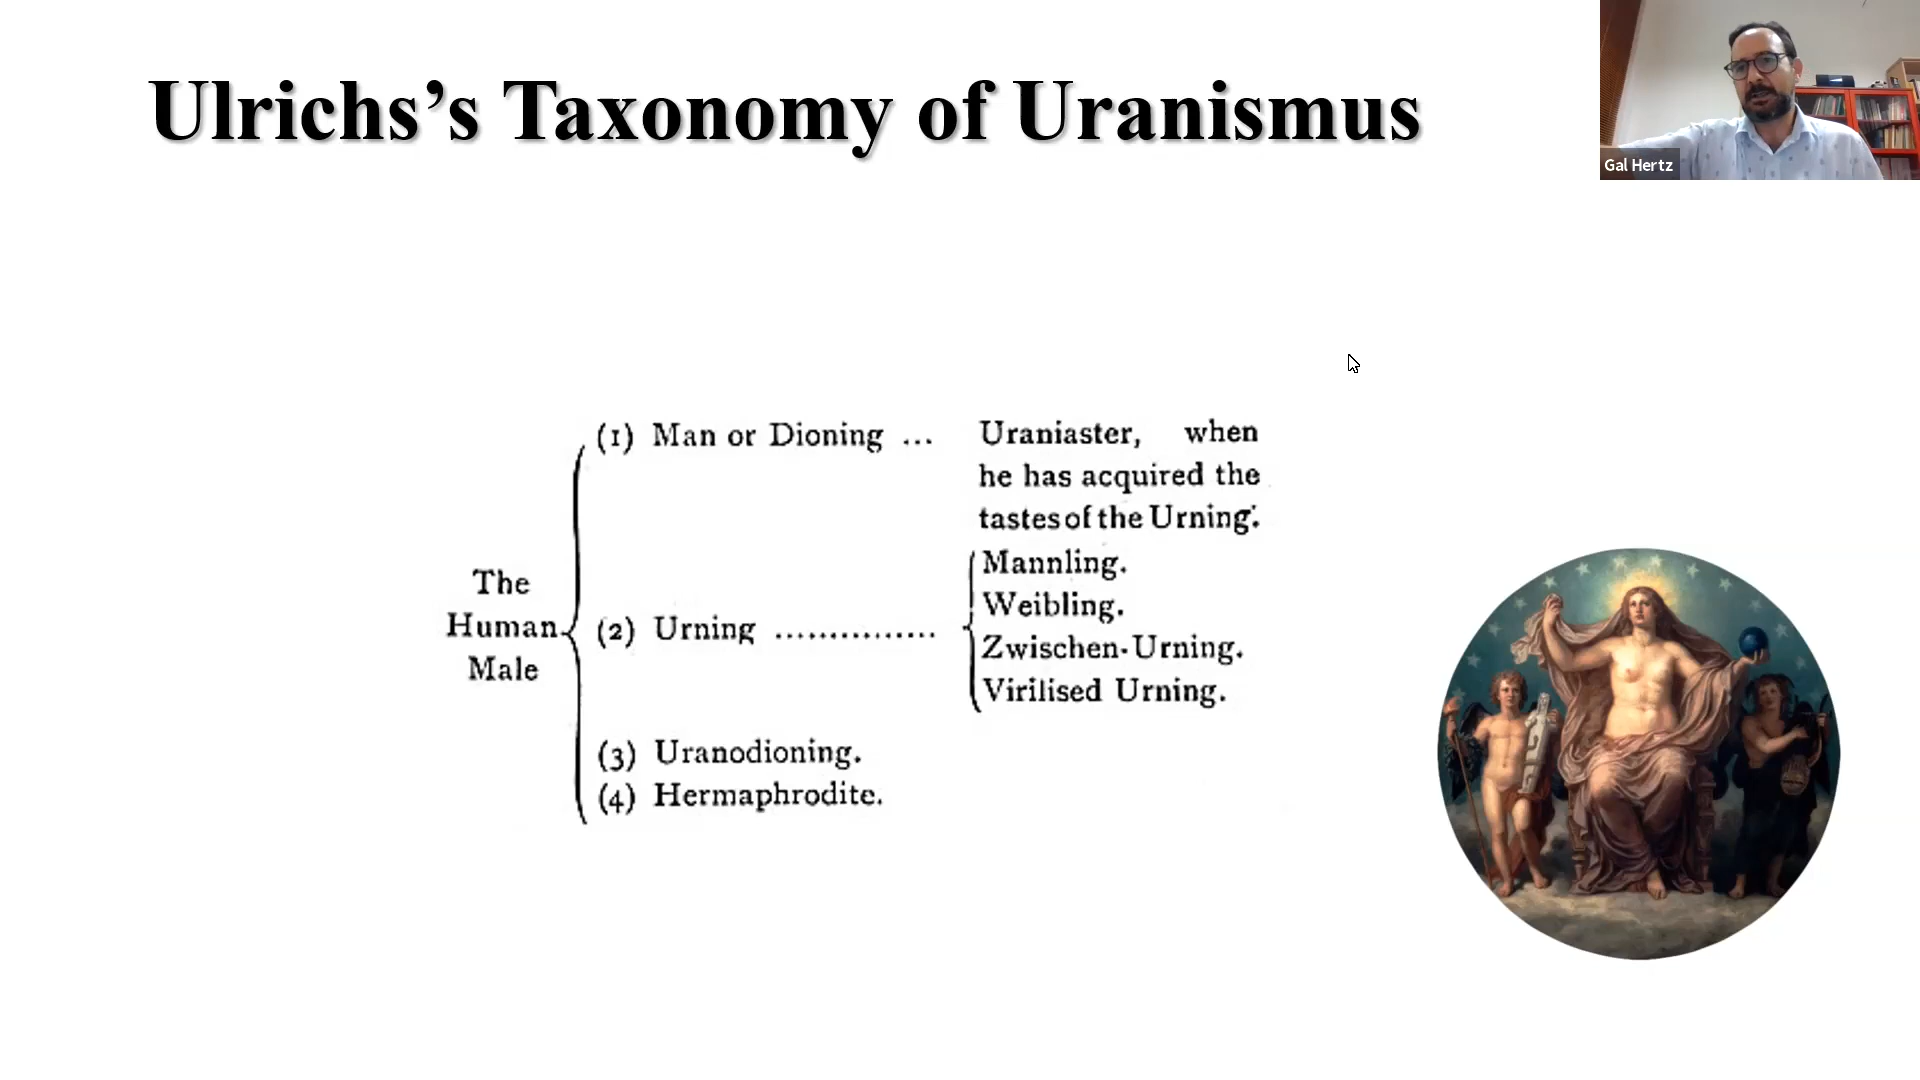 Ulrichs’s Taxonomy of Uranismus
Gal Hertz
(1) Man or Dioning ... Uraniaster, when
he has acquired the
tastes of the Urning.
The
Human
Male
(2) Urning ...............
Mannling.
Weibling.
Zwischen-Urning.
Virilised Urning.
(3) Uranodioning.
(4) Hermaphrodite.